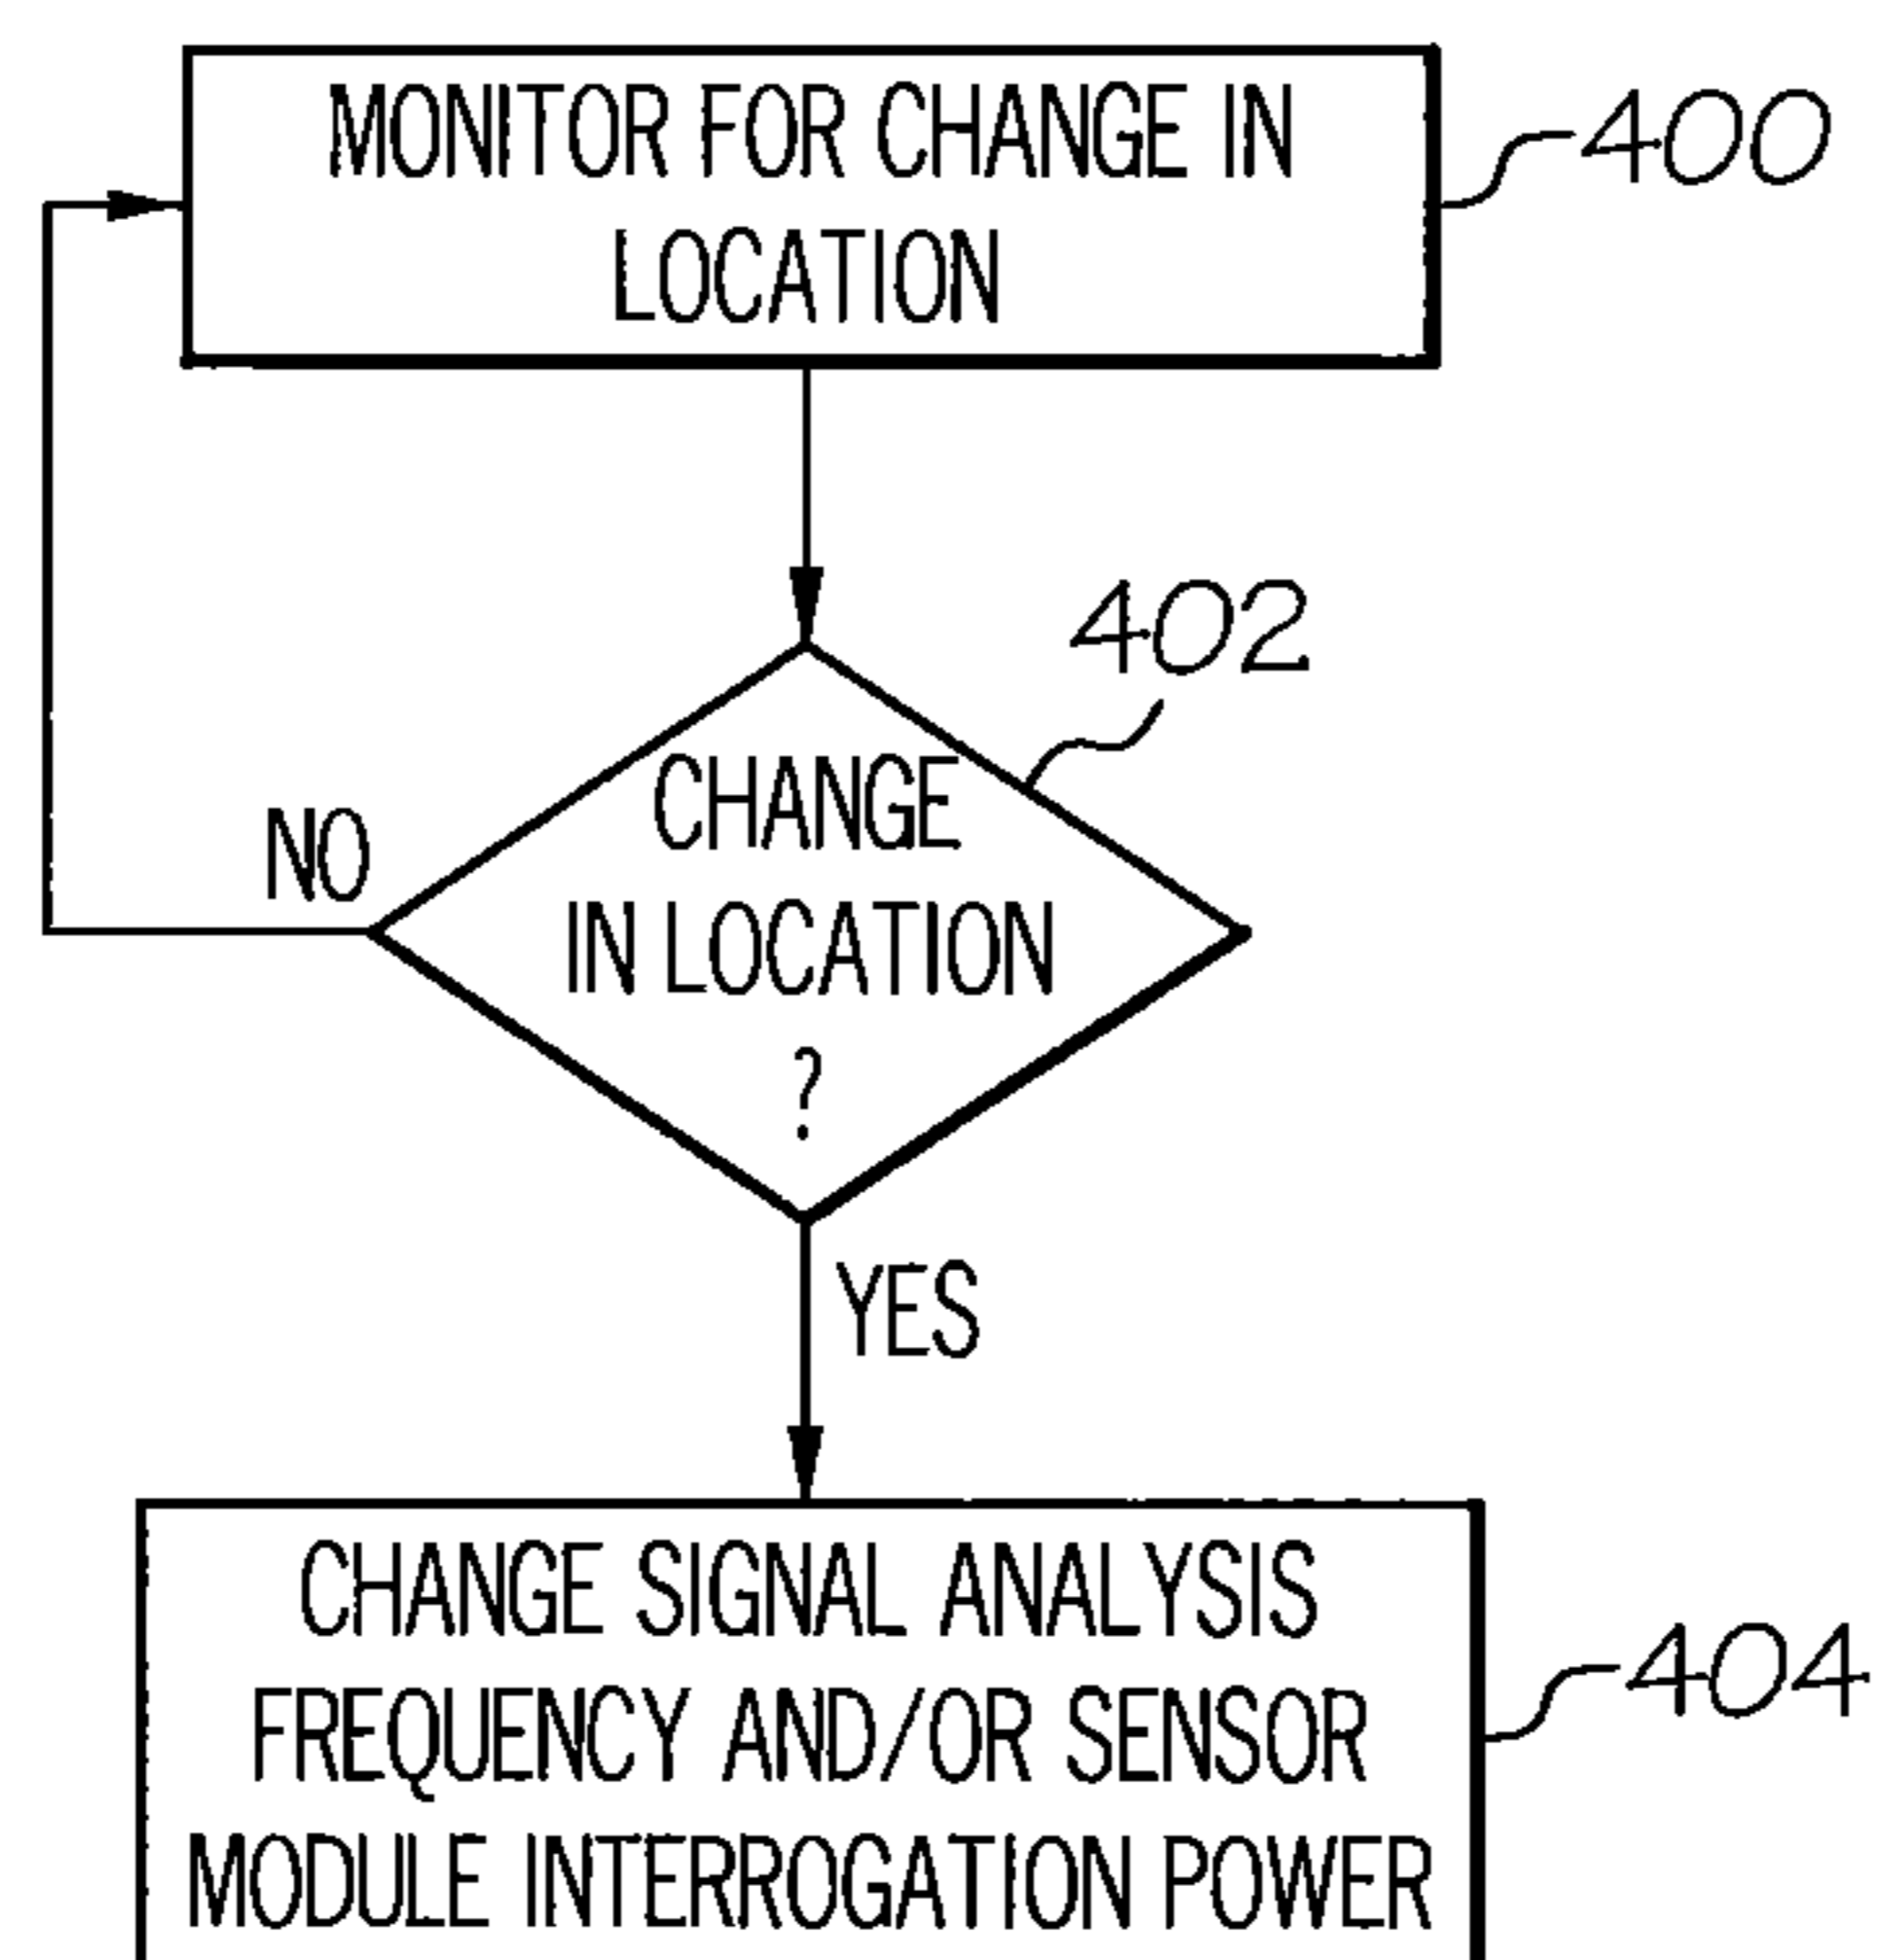 MONITOR FOR CHANGE IN
LOCATION
400
402
CHANGE
IN LOCATION
?
NO
YES
CHANGE SIGNAL ANALYSIS
FREQUENCY AND/OR SENSOR
MODULE INTERROGATION POWER
404